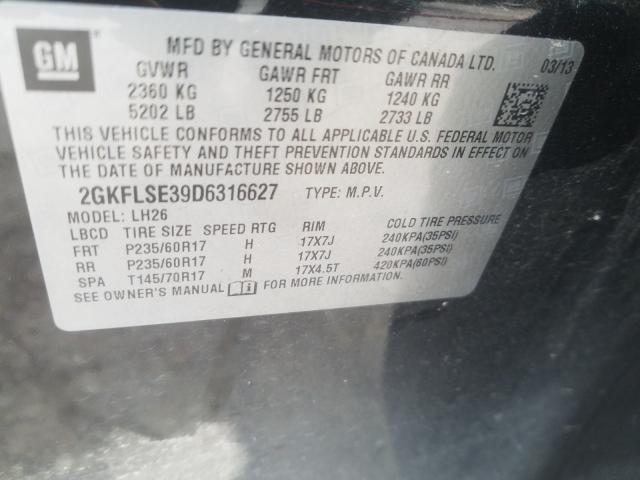 GM
MFD BY GENERAL MOTORS OF CANADA LTD.
03/13
GVWR GAWR FRT GAWR RR
2360 KG 1250 KG 1240 KG
5202 LB 2755 LB 2733 LB
THIS VEHICLE CONFORMS TO ALL APPLICABLE U.S. FEDERAL MOTOR
VEHICLE SAFETY AND THEFT PREVENTION STANDARDS IN EFFECT ON
THE DATE OF MANUFACTURE SHOWN ABOVE.
2GKFLSE39D6316627 TYPE: M.P.V.
MODEL: LH26
LBCD TIRE SIZE SPEED RTG RIM COLD TIRE PRESSURE
FRT P235/60R17 H 17X7J 240KPA(35PSI)
RR P235/60R17 H 17X7J 240KPA(35PSI)
SPA T145/70R17 M 17X4.5T 420KPA(60PSI)
SEE OWNER'S MANUAL FOR MORE INFORMATION.